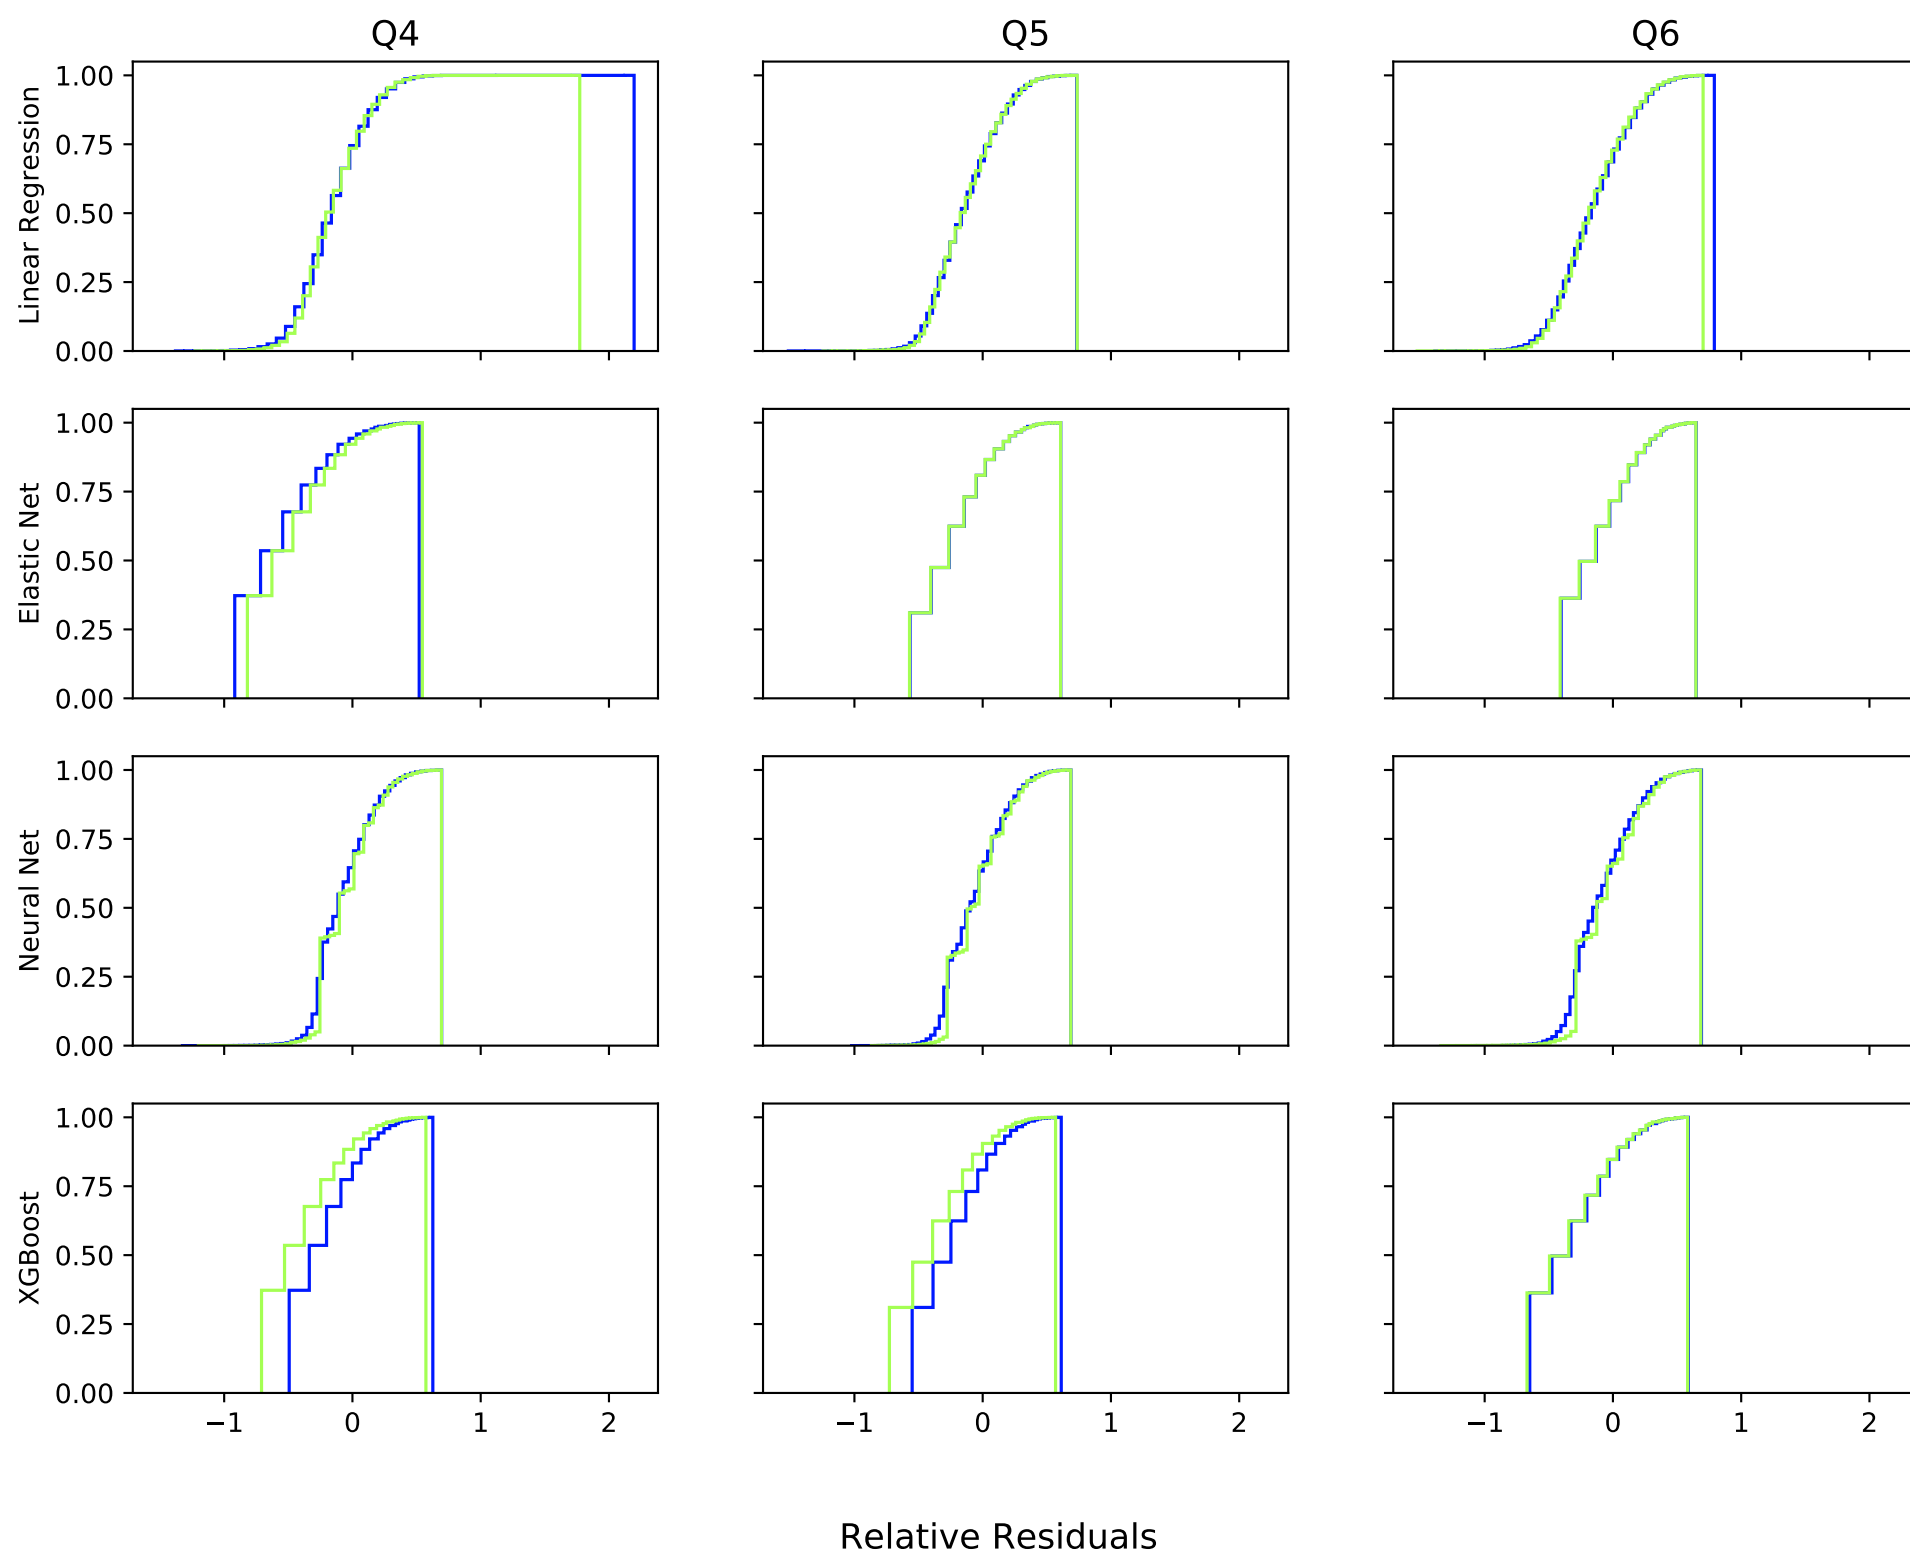 Q4 Q5 Q6
Linear Regression
1.00
0.75
0.50
0.25
0.00
Elastic Net
1.00
0.75
0.50
0.25
0.00
Neural Net
1.00
0.75
0.50
0.25
0.00
XGBoost
1.00
0.75
0.50
0.25
0.00
−1 0 1 2 −1 0 1 2 −1 0 1 2
Relative Residuals